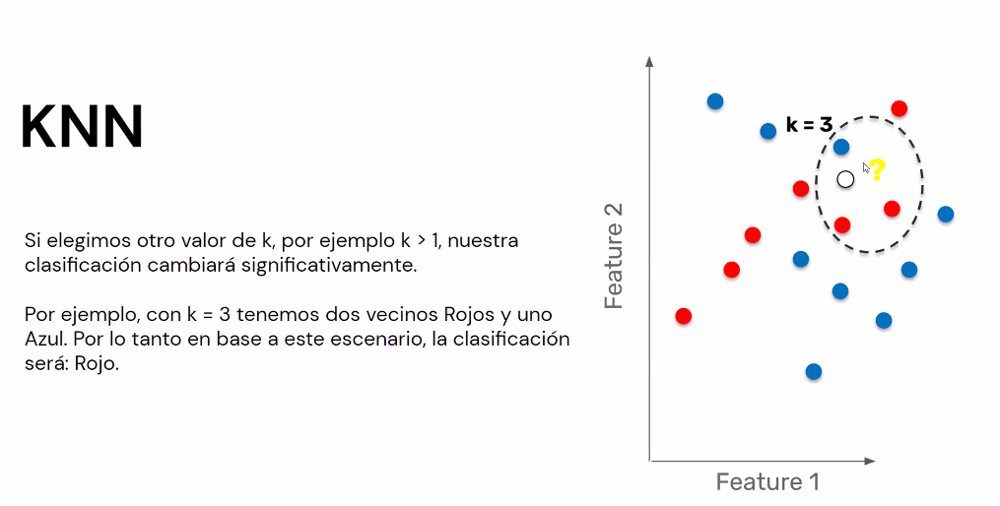 KNN
Si elegimos otro valor de k, por ejemplo k > 1, nuestra
clasificación cambiará significativamente.
Por ejemplo, con k = 3 tenemos dos vecinos Rojos y uno
Azul. Por lo tanto en base a este escenario, la clasificación
será: Rojo.
k = 3
?
Feature 2
Feature 1